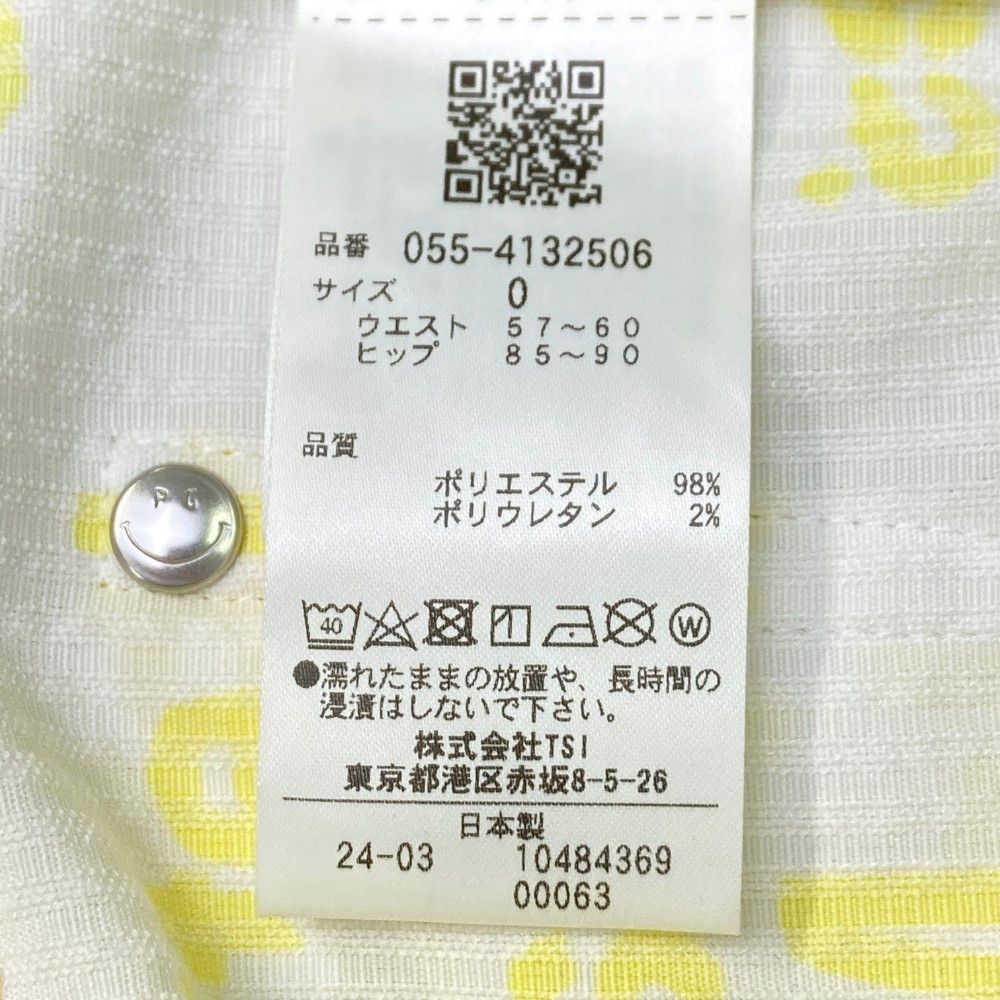 品番 055-4132506
サイズ 0
ウエスト 57～60
ヒップ 85～90
品質
ポリエステル 98%
ポリウレタン 2%
40
W
●濡れたままの放置や、長時間の
浸漬はしないで下さい。
株式会社TSI
東京都港区赤坂8-5-26
日本製
24-03 10484369
00063